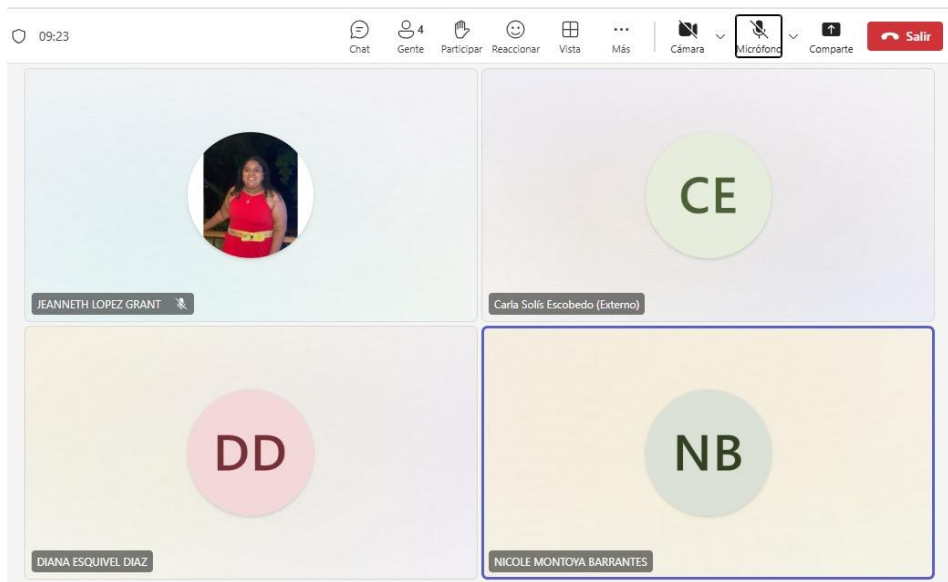 09:23
Chat
4
Gente
Participar
Reaccionar
Vista
Más
Cámara
Micrófono
Comparte
Salir
CE
JEANNETH LOPEZ GRANT
Carla Solís Escobedo (Externo)
DD
NB
DIANA ESQUIVEL DIAZ
NICOLE MONTOYA BARRANTES